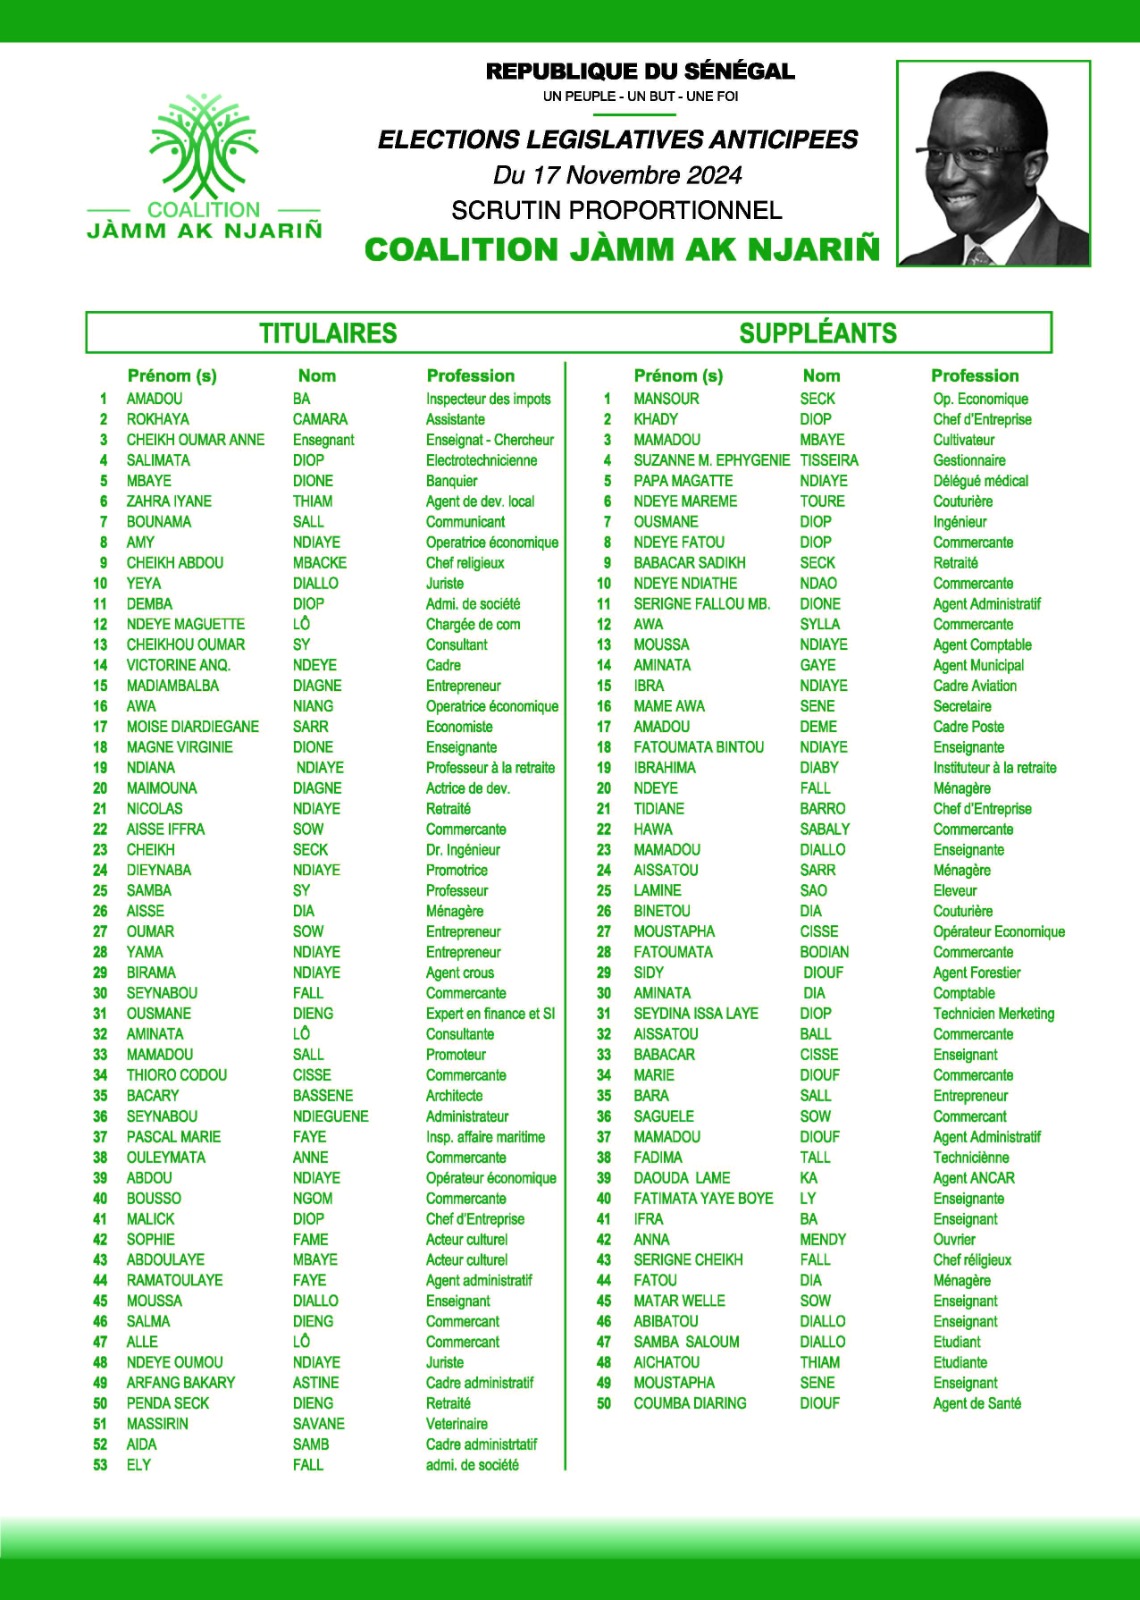 REPUBLIQUE DU SÉNÉGAL
UN PEUPLE - UN BUT - UNE FOI
ELECTIONS LEGISLATIVES ANTICIPEES
Du 17 Novembre 2024
SCRUTIN PROPORTIONNEL
COALITION JÀMM AK NJARIÑ
COALITION
JÀMM AK NJARIÑ
TITULAIRES
Prénom (s) Nom Profession
1 AMADOU BA Inspecteur des impots
2 ROKHAYA CAMARA Assistante
3 CHEIKH OUMAR ANNE Ensegnant Enseignat - Chercheur
4 SALIMATA DIOP Electrotechnicienne
5 MBAYE DIONE Banquier
6 ZAHRA IYANE THIAM Agent de dev. local
7 BOUNAMA SALL Communicant
8 AMY NDIAYE Operatrice économique
9 CHEIKH ABDOU MBACKE Chef religieux
10 YEYA DIALLO Juriste
11 DEMBA DIOP Admi. de société
12 NDEYE MAGUETTE LÔ Chargée de com
13 CHEIKHOU OUMAR SY Consultant
14 VICTORINE ANQ. NDEYE Cadre
15 MADIAMBALBA DIAGNE Entrepreneur
16 AWA NIANG Operatrice économique
17 MOISE DIARDIEGANE SARR Economiste
18 MAGNE VIRGINIE DIONE Enseignante
19 NDIANA NDIAYE Professeur à la retraite
20 MAIMOUNA DIAGNE Actrice de dev.
21 NICOLAS NDIAYE Retraité
22 AISSE IFFRA SOW Commercante
23 CHEIKH SECK Dr. Ingénieur
24 DIEYNABA NDIAYE Promotrice
25 SAMBA SY Professeur
26 AISSE DIA Ménagère
27 OUMAR SOW Entrepreneur
28 YAMA NDIAYE Entrepreneur
29 BIRAMA NDIAYE Agent crous
30 SEYNABOU FALL Commercante
31 OUSMANE DIENG Expert en finance et SI
32 AMINATA LÔ Consultante
33 MAMADOU SALL Promoteur
34 THIORO CODOU CISSE Commercante
35 BACARY BASSENE Architecte
36 SEYNABOU NDIEGUENE Administrateur
37 PASCAL MARIE FAYE Insp. affaire maritime
38 OULEYMATA ANNE Commercante
39 ABDOU NDIAYE Opérateur économique
40 BOUSSO NGOM Commercante
41 MALICK DIOP Chef d'Entreprise
42 SOPHIE FAME Acteur culturel
43 ABDOULAYE MBAYE Acteur culturel
44 RAMATOULAYE FAYE Agent administratif
45 MOUSSA DIALLO Enseignant
46 SALMA DIENG Commercant
47 ALLE LÔ Commercant
48 NDEYE OUMOU NDIAYE Juriste
49 ARFANG BAKARY ASTINE Cadre administratif
50 PENDA SECK DIENG Retraité
51 MASSIRIN SAVANE Veterinaire
52 AIDA SAMB Cadre administrtatif
53 ELY FALL admi. de société
SUPPLÉANTS
Prénom (s) Nom Profession
1 MANSOUR SECK Op. Economique
2 KHADY DIOP Chef d'Entreprise
3 MAMADOU MBAYE Cultivateur
4 SUZANNE M. EPHYGENIE TISSEIRA Gestionnaire
5 PAPA MAGATTE NDIAYE Délégué médical
6 NDEYE MAREME TOURE Couturière
7 OUSMANE DIOP Ingénieur
8 NDEYE FATOU DIOP Commercante
9 BABACAR SADIKH SECK Retraité
10 NDEYE NDIATHE NDAO Commercante
11 SERIGNE FALLOU MB. DIONE Agent Administratif
12 AWA SYLLA Commercante
13 MOUSSA NDIAYE Agent Comptable
14 AMINATA GAYE Agent Municipal
15 IBRA NDIAYE Cadre Aviation
16 MAME AWA SENE Secretaire
17 AMADOU DEME Cadre Poste
18 FATOUMATA BINTOU NDIAYE Enseignante
19 IBRAHIMA DIABY Instituteur à la retraite
20 NDEYE FALL Ménagère
21 TIDIANE BARRO Chef d'Entreprise
22 HAWA SABALY Commercante
23 MAMADOU DIALLO Enseignante
24 AISSATOU SARR Ménagère
25 LAMINE SAO Eleveur
26 BINETOU DIA Couturière
27 MOUSTAPHA CISSE Opérateur Economique
28 FATOUMATA BODIAN Commercante
29 SIDY DIOUF Agent Forestier
30 AMINATA DIA Comptable
31 SEYDINA ISSA LAYE DIOP Technicien Merketing
32 AISSATOU BALL Commercante
33 BABACAR CISSE Enseignant
34 MARIE DIOUF Commercante
35 BARA SALL Entrepreneur
36 SAGUELE SOW Commercant
37 MAMADOU DIOUF Agent Administratif
38 FADIMA TALL Techniciènne
39 DAOUDA LAME KA Agent ANCAR
40 FATIMATA YAYE BOYE LY Enseignante
41 IFRA BA Enseignant
42 ANNA MENDY Ouvrier
43 SERIGNE CHEIKH FALL Chef réligieux
44 FATOU DIA Ménagère
45 MATAR WELLE SOW Enseignant
46 ABIBATOU DIALLO Enseignant
47 SAMBA SALOUM DIALLO Etudiant
48 AICHATOU THIAM Etudiante
49 MOUSTAPHA SENE Enseignant
50 COUMBA DIARING DIOUF Agent de Santé